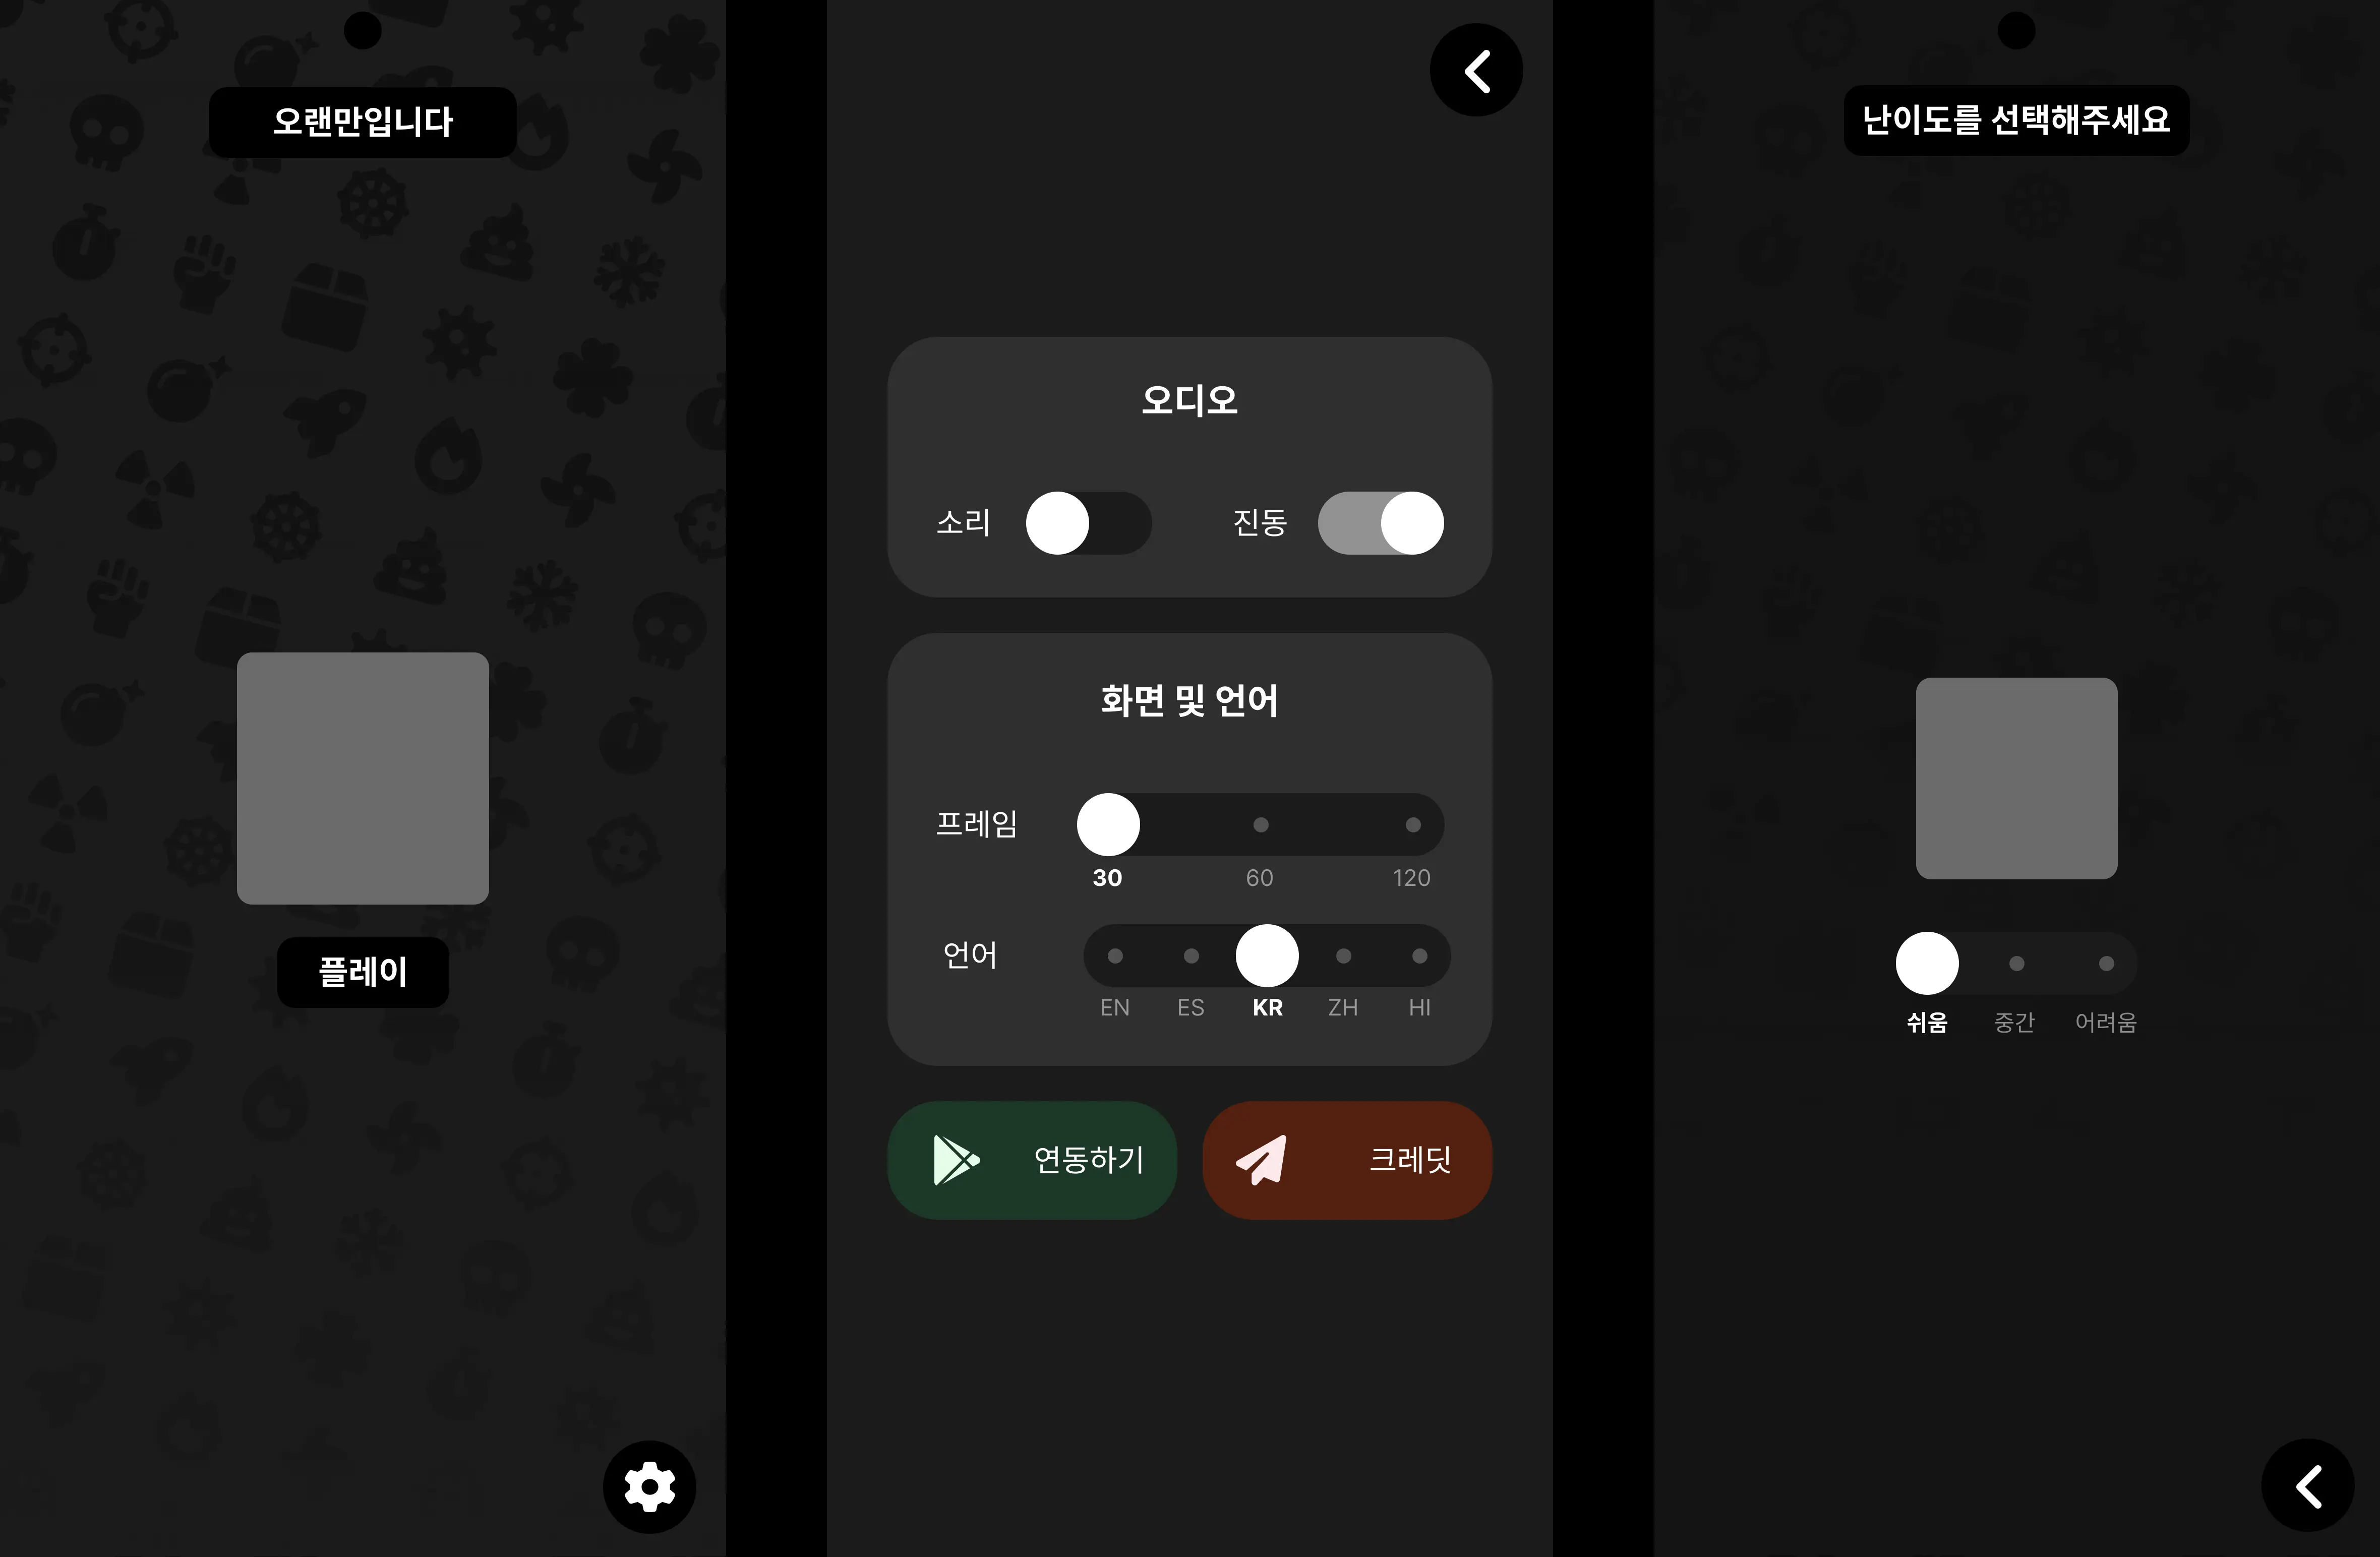 오랜만입니다
플레이
오디오
소리 진동
화면 및 언어
프레임
30 60 120
언어
EN ES KR ZH HI
연동하기 크레딧
난이도를 선택해주세요
쉬움 중간 어려움